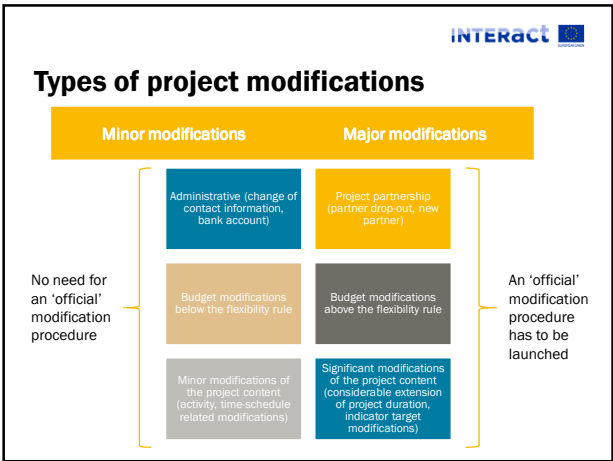 INTERact
EUROPEAN UNION
Types of project modifications
Minor modifications
Major modifications
Administrative (change of
contact information,
bank account)
Project partnership
(partner drop-out, new
partner)
No need for
an ‘official’
modification
procedure
Budget modifications
below the flexibility rule
Budget modifications
above the flexibility rule
An ‘official’
modification
procedure
has to be
launched
Minor modifications of
the project content
(activity, time-schedule
related modifications)
Significant modifications
of the project content
(considerable extension
of project duration,
indicator target
modifications)